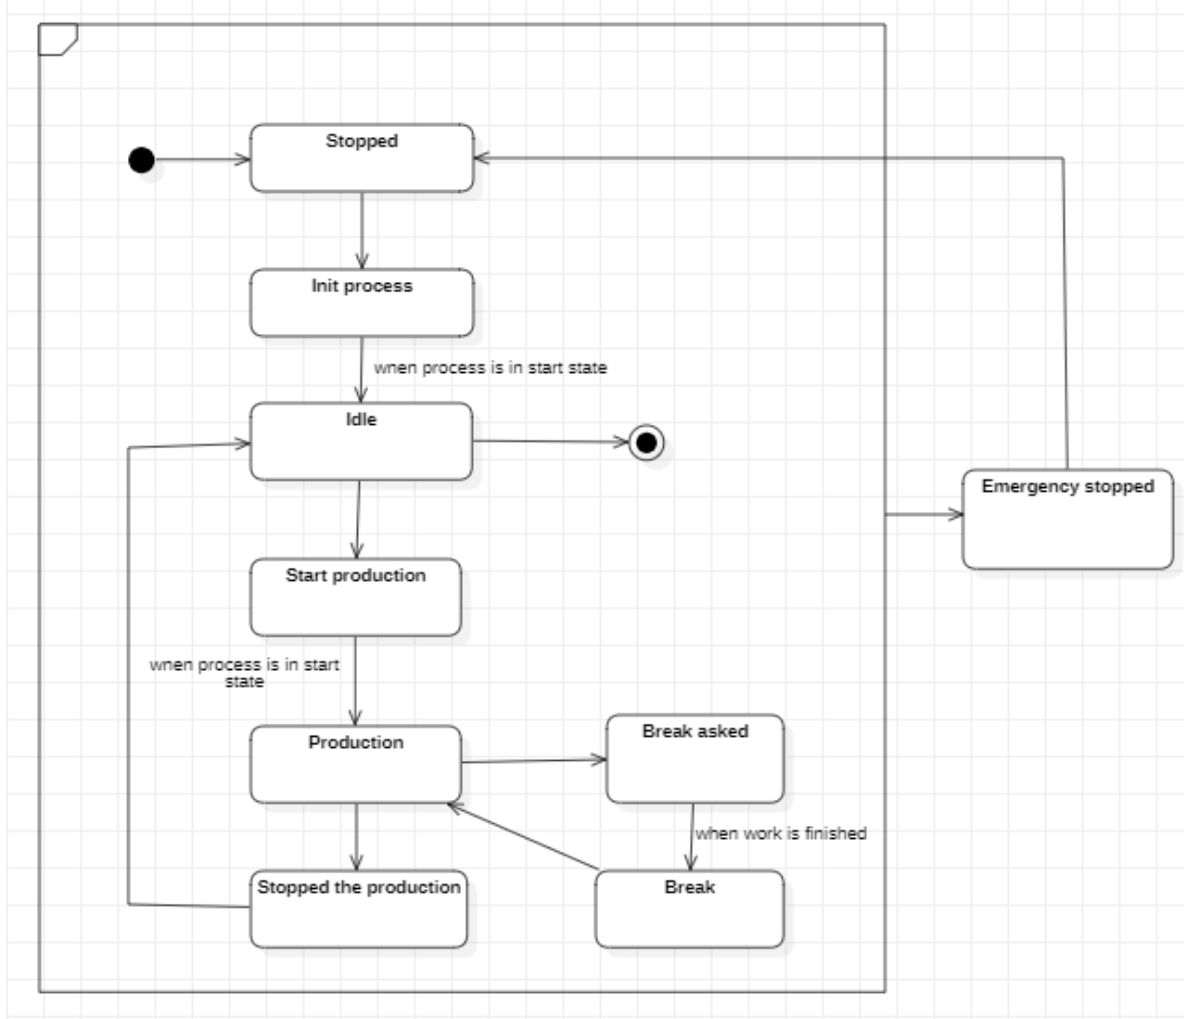 Stopped
Init process
wnen process is in start state
Idle
Emergency stopped
Start production
wnen process is in start
state
Production
Break asked
when work is finished
Stopped the production
Break